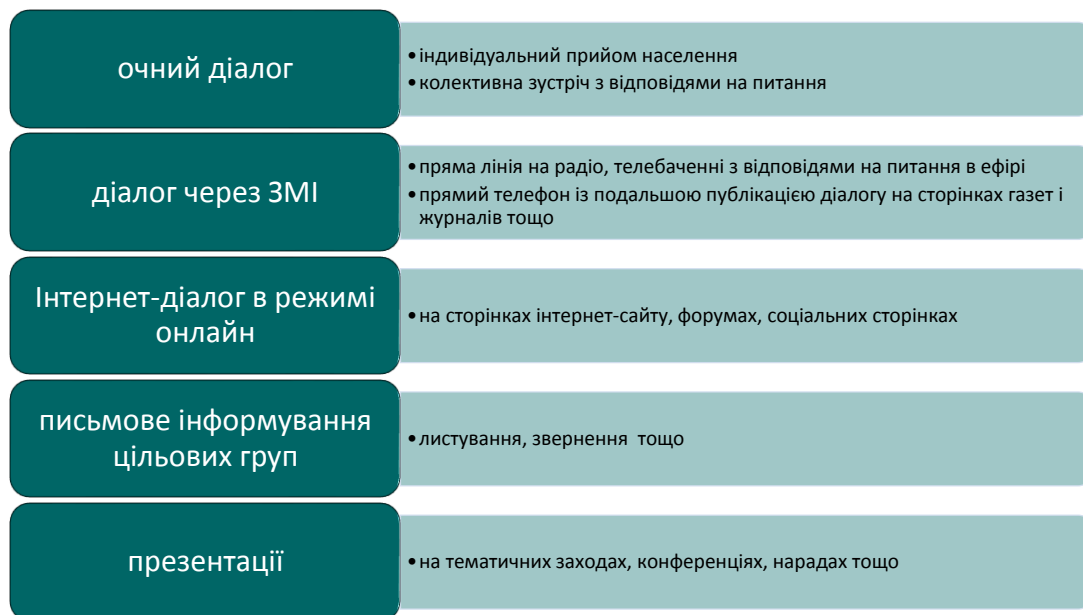 очний діалог
•індивідуальний прийом населення
•колективна зустріч з відповідями на питання
діалог через ЗМІ
•пряма лінія на радіо, телебаченні з відповідями на питання в ефірі
•прямий телефон із подальшою публікацією діалогу на сторінках газет і
журналів тощо
Інтернет-діалог в режимі
онлайн
•на сторінках інтернет-сайту, форумах, соціальних сторінках
письмове інформування
цільових груп
•листування, звернення тощо
презентації
•на тематичних заходах, конференціях, нарадах тощо